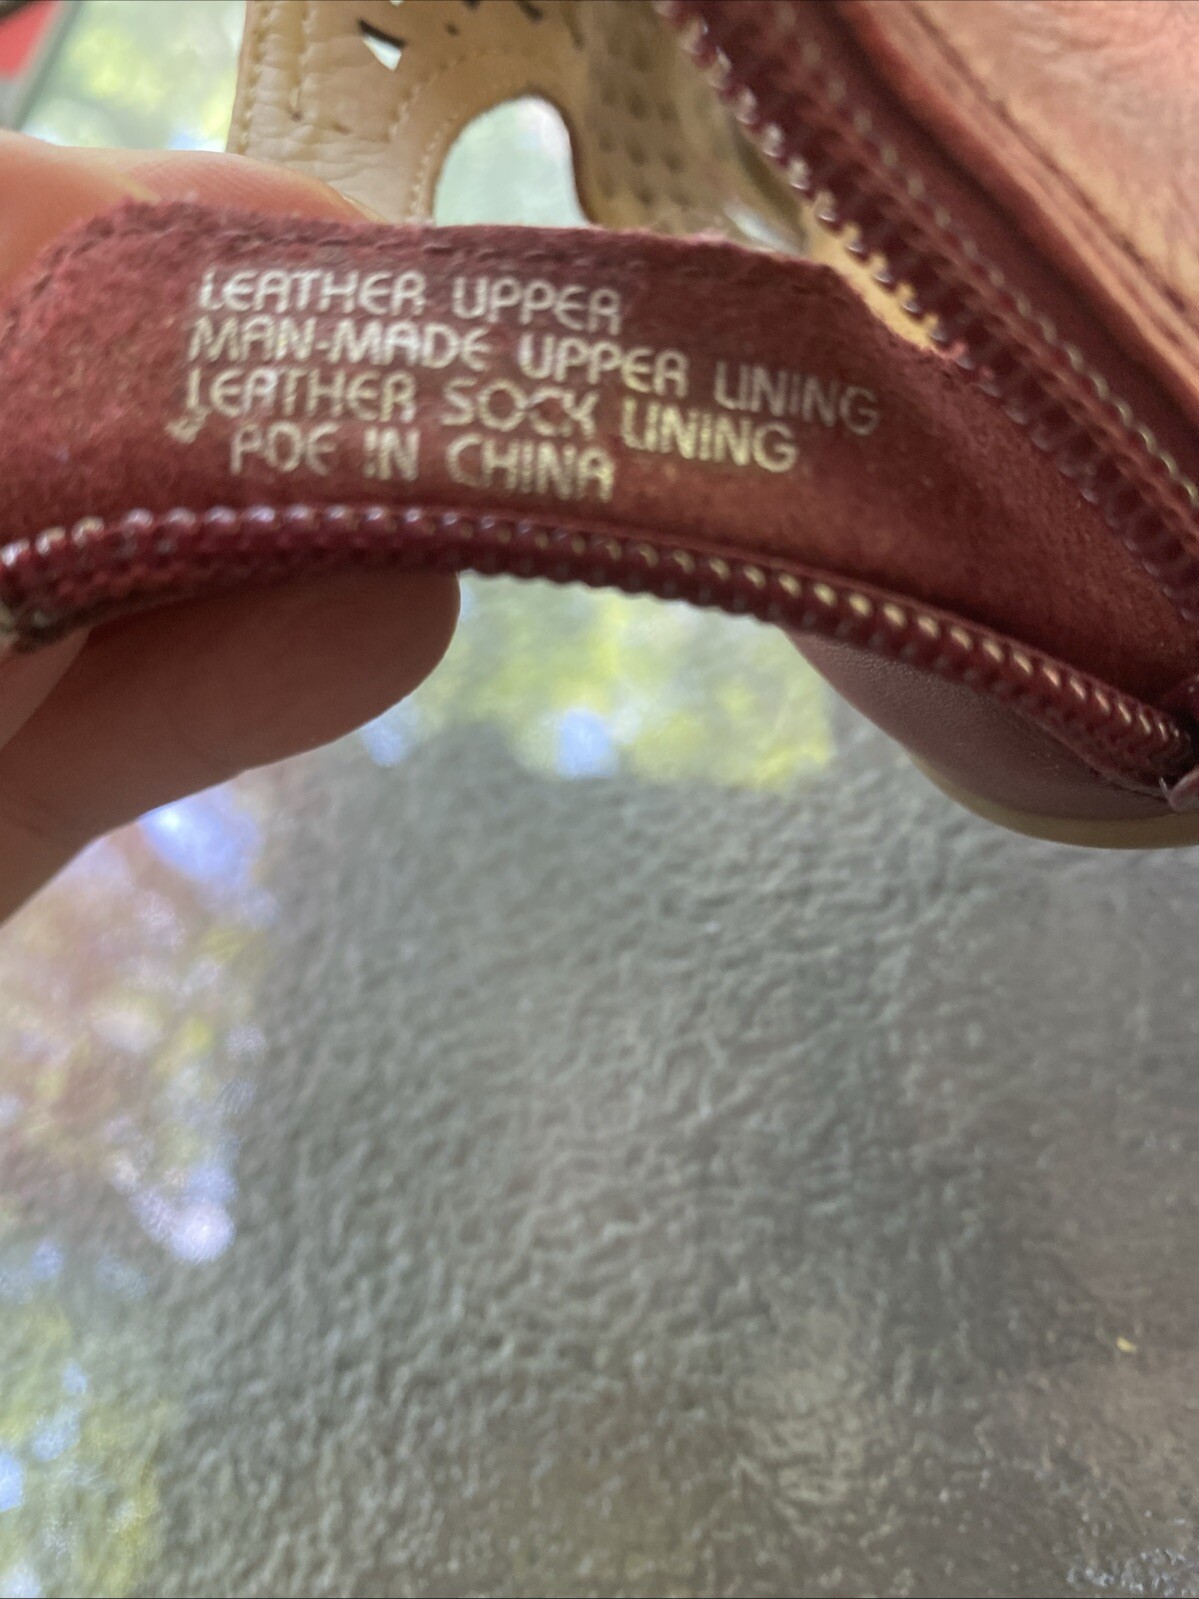 LEATHER UPPER
MAN-MADE UPPER LINING
LEATHER SOCK LINING
IN CHINA